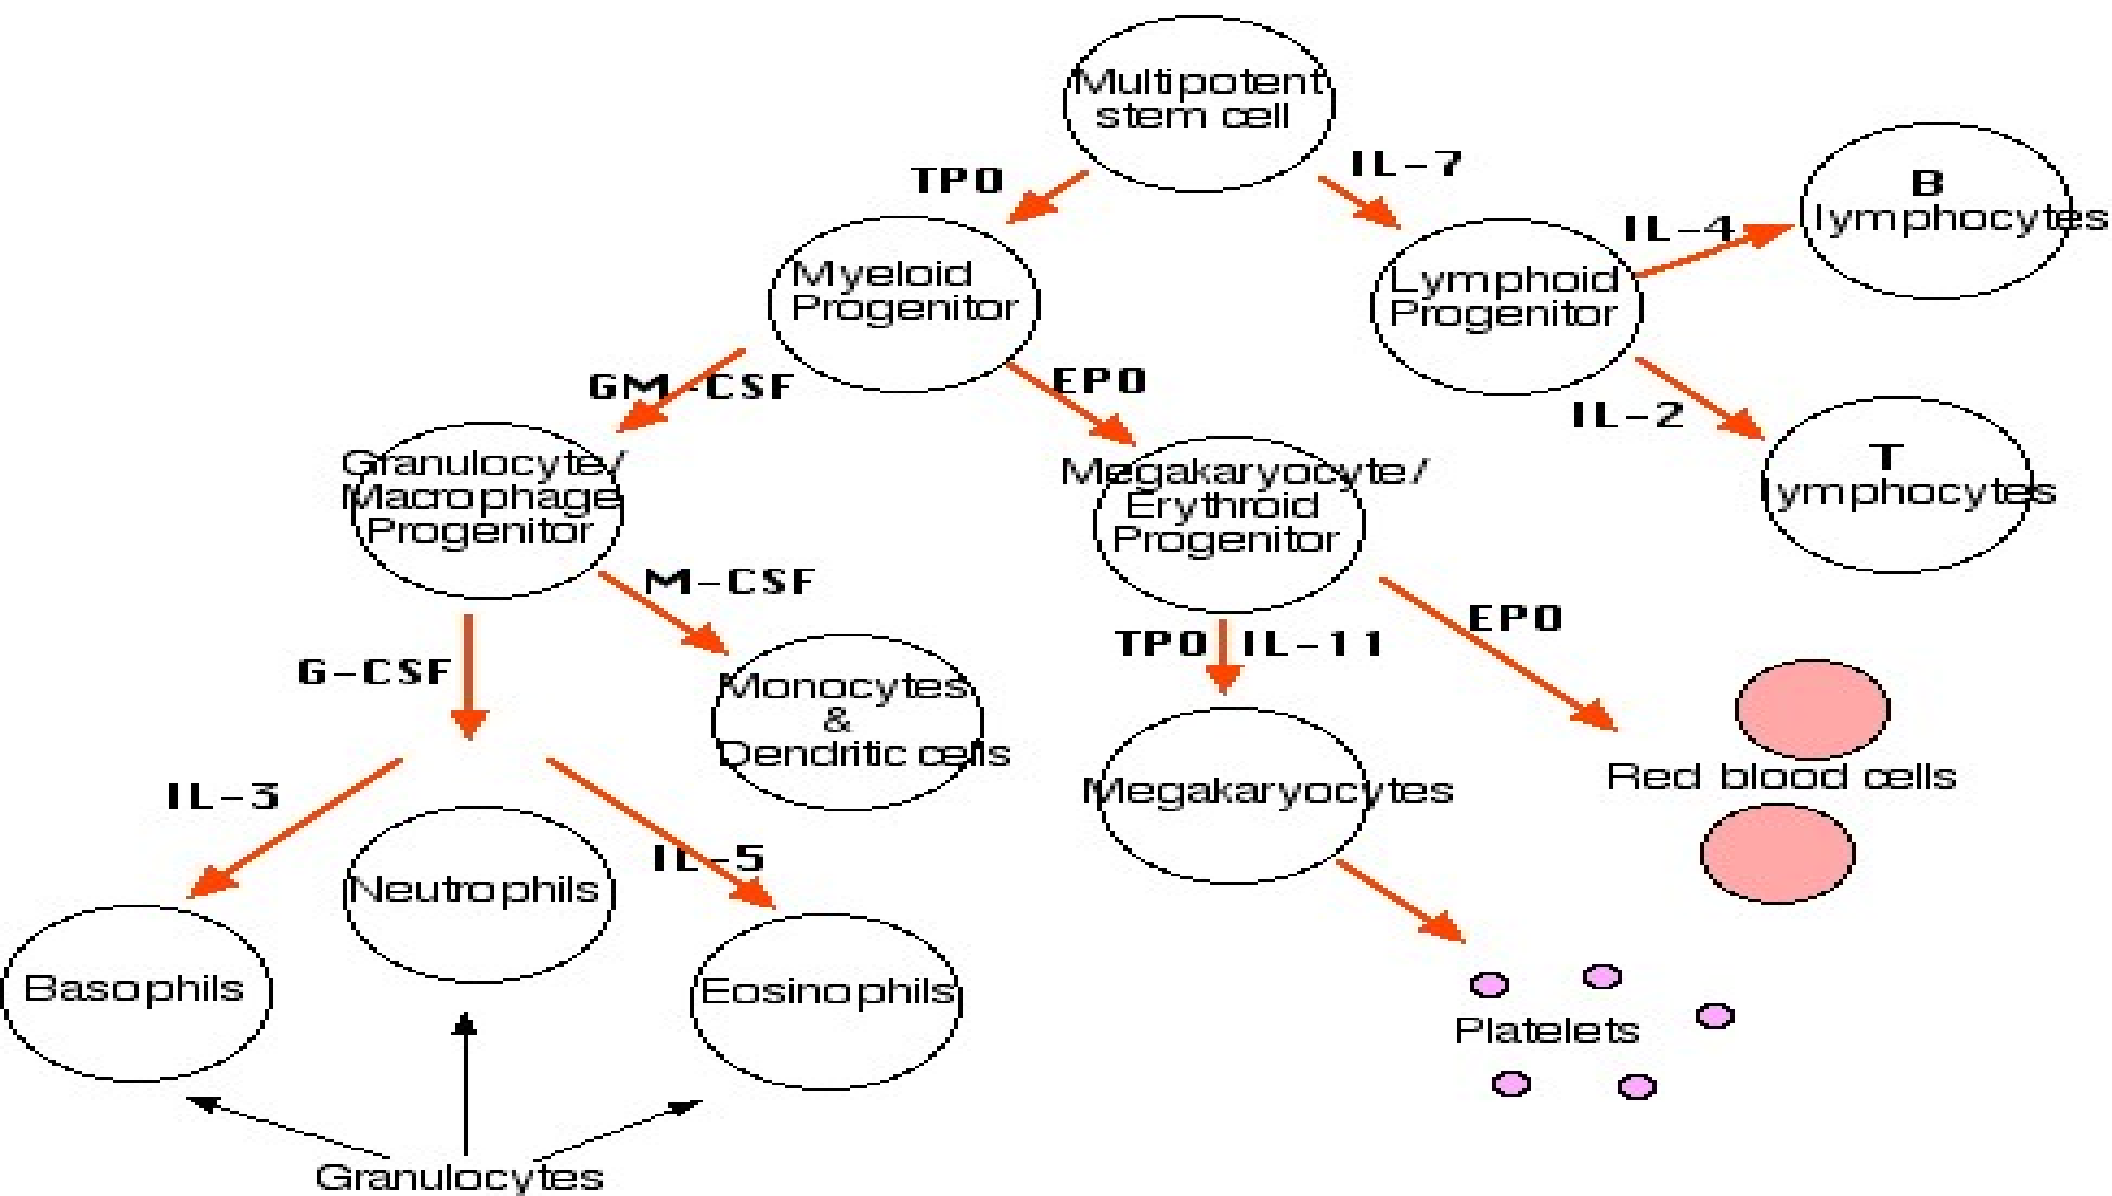 Multipotent
stem cell
TPO
IL-7
B
lymphocytes
IL-4
Myeloid
Progenitor
Lymphoid
Progenitor
GM-CSF
EPO
IL-2
T
lymphocytes
Granulocyte/
Macrophage
Progenitor
Megakaryocyte/
Erythroid
Progenitor
M-CSF
G-CSF
TPO IL-11
EPO
Monocytes
&
Dendritic cells
Red blood cells
IL-3
IL-5
Megakaryocytes
Neutrophils
Basophils
Eosinophils
Platelets
Granulocytes